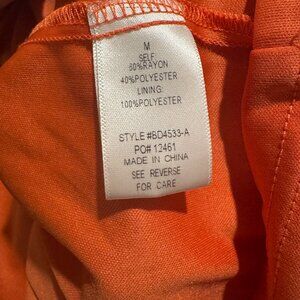 M
SELF:
60%RAYON
40%POLYESTER
LINING:
100%POLYESTER
STYLE #BD4533-A
PO# 12461
MADE IN CHINA
SEE REVERSE
FOR CARE